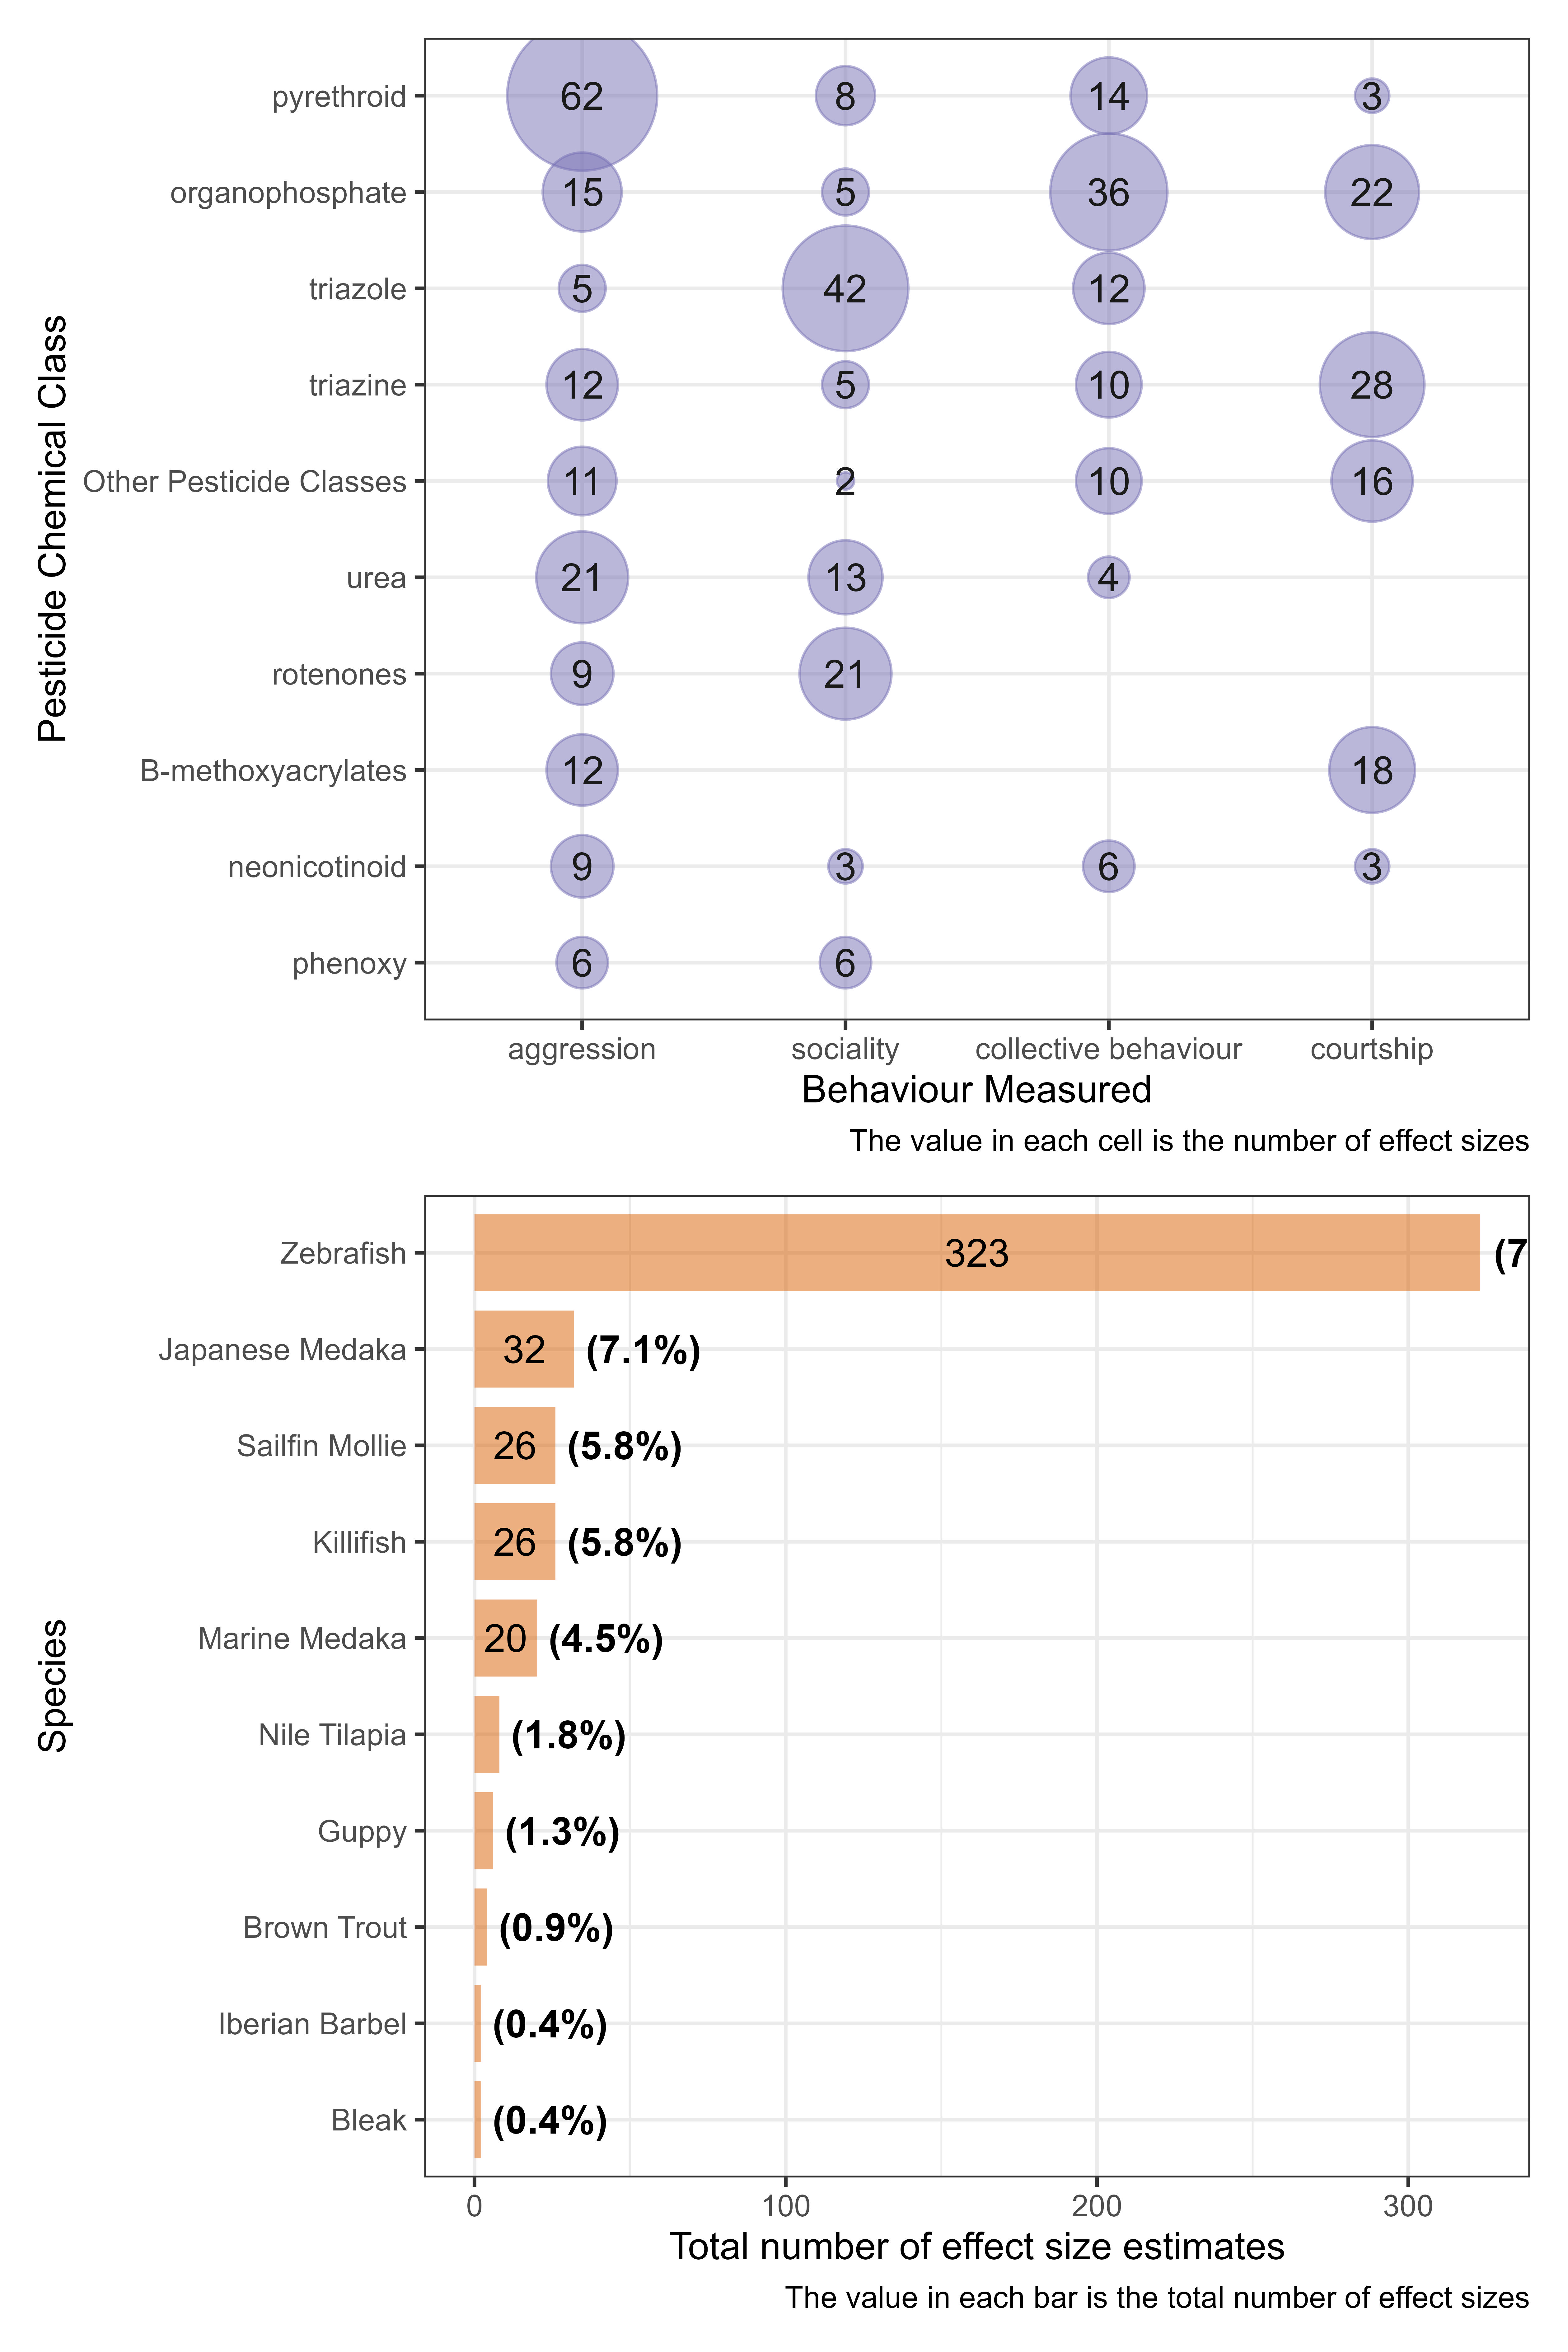 pyrethroid 62 8 14 3
organophosphate 15 5 36 22
triazole 5 42 12
triazine 12 5 10 28
Other Pesticide Classes 11 2 10 16
urea 21 13 4
rotenones 9 21
B-methoxyacrylates 12 18
neonicotinoid 9 3 6 3
phenoxy 6 6
Pesticide Chemical Class
aggression sociality collective behaviour courtship
Behaviour Measured
The value in each cell is the number of effect sizes
Zebrafish 323 (7
Japanese Medaka 32 (7.1%)
Sailfin Mollie 26 (5.8%)
Killifish 26 (5.8%)
Marine Medaka 20 (4.5%)
Nile Tilapia (1.8%)
Guppy (1.3%)
Brown Trout (0.9%)
Iberian Barbel (0.4%)
Bleak (0.4%)
Species
0 100 200 300
Total number of effect size estimates
The value in each bar is the total number of effect sizes